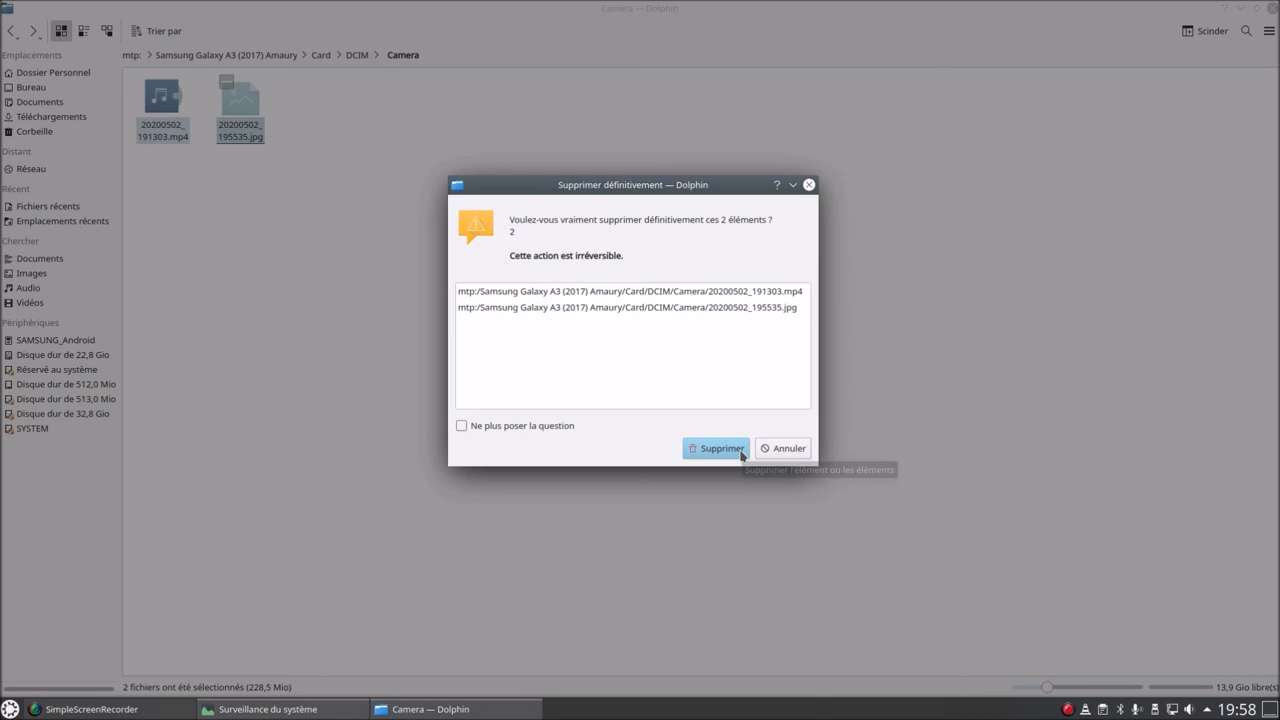 Camera — Dolphin
Trier par
Scinder
Emplacements
mtp:
Samsung Galaxy A3 (2017) Amaury
Card
DCIM
Camera
Dossier Personnel
Bureau
Documents
Téléchargements
Corbeille
Distant
Réseau
Récent
Fichiers récents
Emplacements récents
Chercher
Documents
Images
Audio
Vidéos
Périphériques
SAMSUNG_Android
Disque dur de 22,8 Gio
Réservé au système
Disque dur de 512,0 Mio
Disque dur de 513,0 Mio
Disque dur de 32,8 Gio
SYSTEM
20200502_
191303.mp4
20200502_
195535.jpg
Supprimer définitivement — Dolphin
Voulez-vous vraiment supprimer définitivement ces 2 éléments ?
2
Cette action est irréversible.
mtp:/Samsung Galaxy A3 (2017) Amaury/Card/DCIM/Camera/20200502_191303.mp4
mtp:/Samsung Galaxy A3 (2017) Amaury/Card/DCIM/Camera/20200502_195535.jpg
Ne plus poser la question
Supprimer
Annuler
Supprimer l'élément ou les éléments
2 fichiers ont été sélectionnés (228,5 Mio)
13,9 Gio libre(s)
SimpleScreenRecorder
Surveillance du système
Camera — Dolphin
19:58